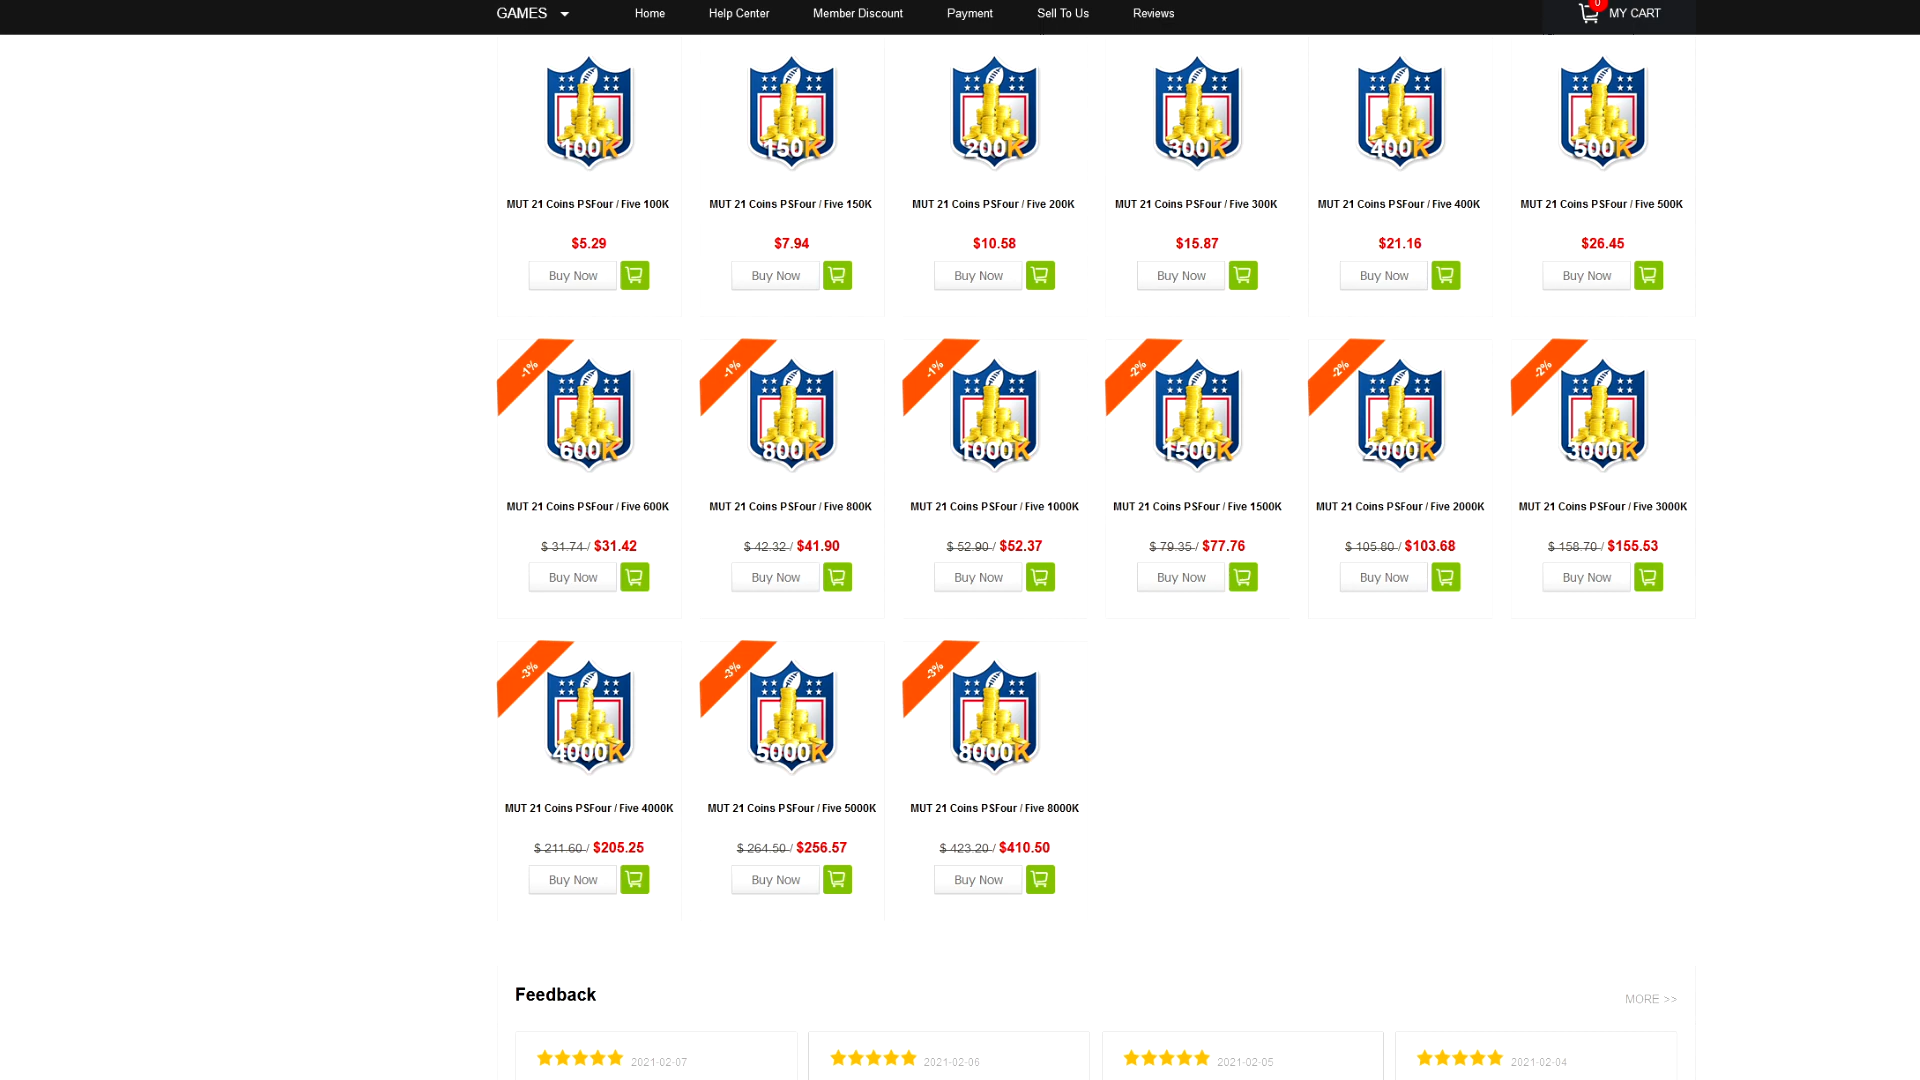 GAMES
Home
Help Center
Member Discount
Payment
Sell To Us
Reviews
0
MY CART
100K
150K
200K
300K
400K
500K
MUT 21 Coins PSFour / Five 100K
MUT 21 Coins PSFour / Five 150K
MUT 21 Coins PSFour / Five 200K
MUT 21 Coins PSFour / Five 300K
MUT 21 Coins PSFour / Five 400K
MUT 21 Coins PSFour / Five 500K
$5.29
$7.94
$10.58
$15.87
$21.16
$26.45
Buy Now
Buy Now
Buy Now
Buy Now
Buy Now
Buy Now
-1%
-1%
-1%
-2%
-2%
-2%
600K
800K
1000K
1500K
2000K
3000K
MUT 21 Coins PSFour / Five 600K
MUT 21 Coins PSFour / Five 800K
MUT 21 Coins PSFour / Five 1000K
MUT 21 Coins PSFour / Five 1500K
MUT 21 Coins PSFour / Five 2000K
MUT 21 Coins PSFour / Five 3000K
$ 31.74 / $31.42
$ 42.32 / $41.90
$ 52.90 / $52.37
$ 79.35 / $77.76
$ 105.80 / $103.68
$ 158.70 / $155.53
Buy Now
Buy Now
Buy Now
Buy Now
Buy Now
Buy Now
-3%
-3%
-3%
4000K
5000K
8000K
MUT 21 Coins PSFour / Five 4000K
MUT 21 Coins PSFour / Five 5000K
MUT 21 Coins PSFour / Five 8000K
$ 211.60 / $205.25
$ 264.50 / $256.57
$ 423.20 / $410.50
Buy Now
Buy Now
Buy Now
Feedback
MORE >>
2021-02-07
2021-02-06
2021-02-05
2021-02-04